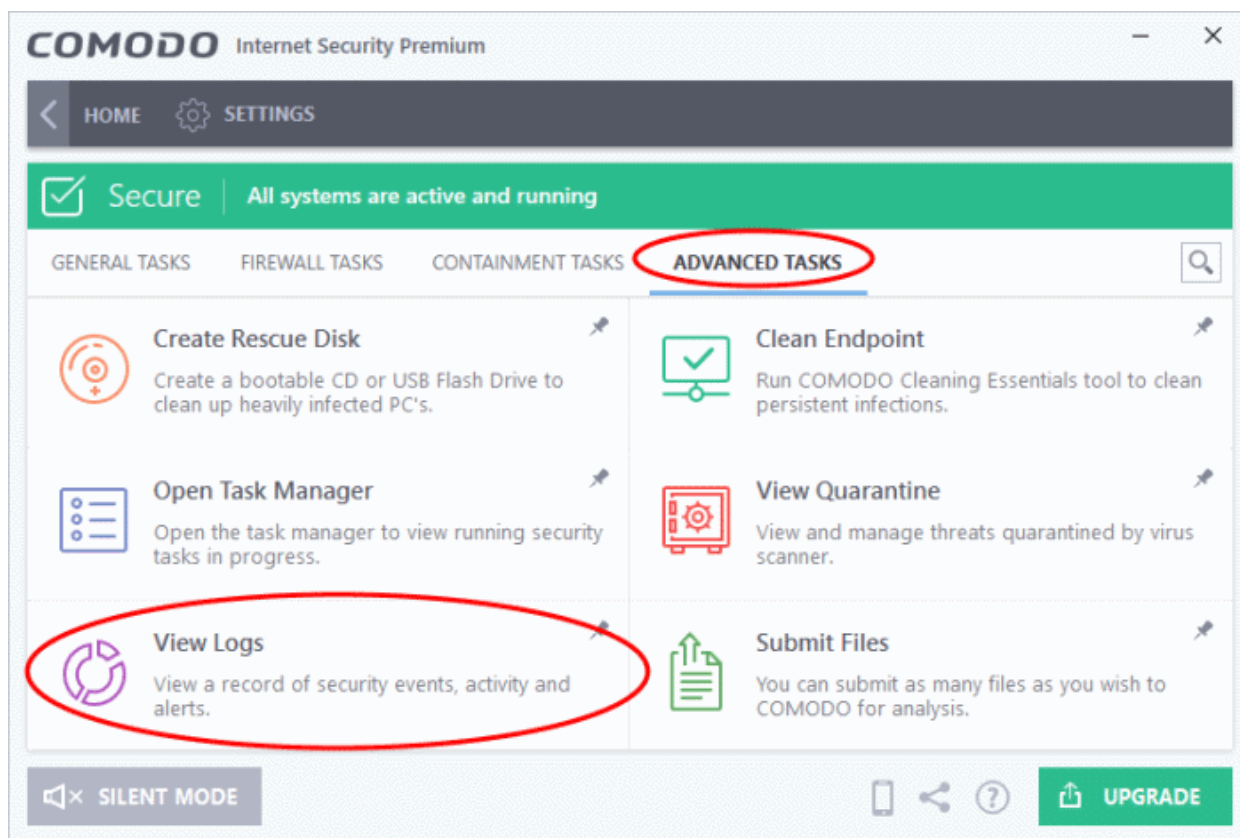 COMODO Internet Security Premium
HOME SETTINGS
Secure All systems are active and running
GENERAL TASKS FIREWALL TASKS CONTAINMENT TASKS ADVANCED TASKS
Create Rescue Disk
Create a bootable CD or USB Flash Drive to
clean up heavily infected PC's.
Clean Endpoint
Run COMODO Cleaning Essentials tool to clean
persistent infections.
Open Task Manager
Open the task manager to view running security
tasks in progress.
View Quarantine
View and manage threats quarantined by virus
scanner.
View Logs
View a record of security events, activity and
alerts.
Submit Files
You can submit as many files as you wish to
COMODO for analysis.
SILENT MODE
UPGRADE